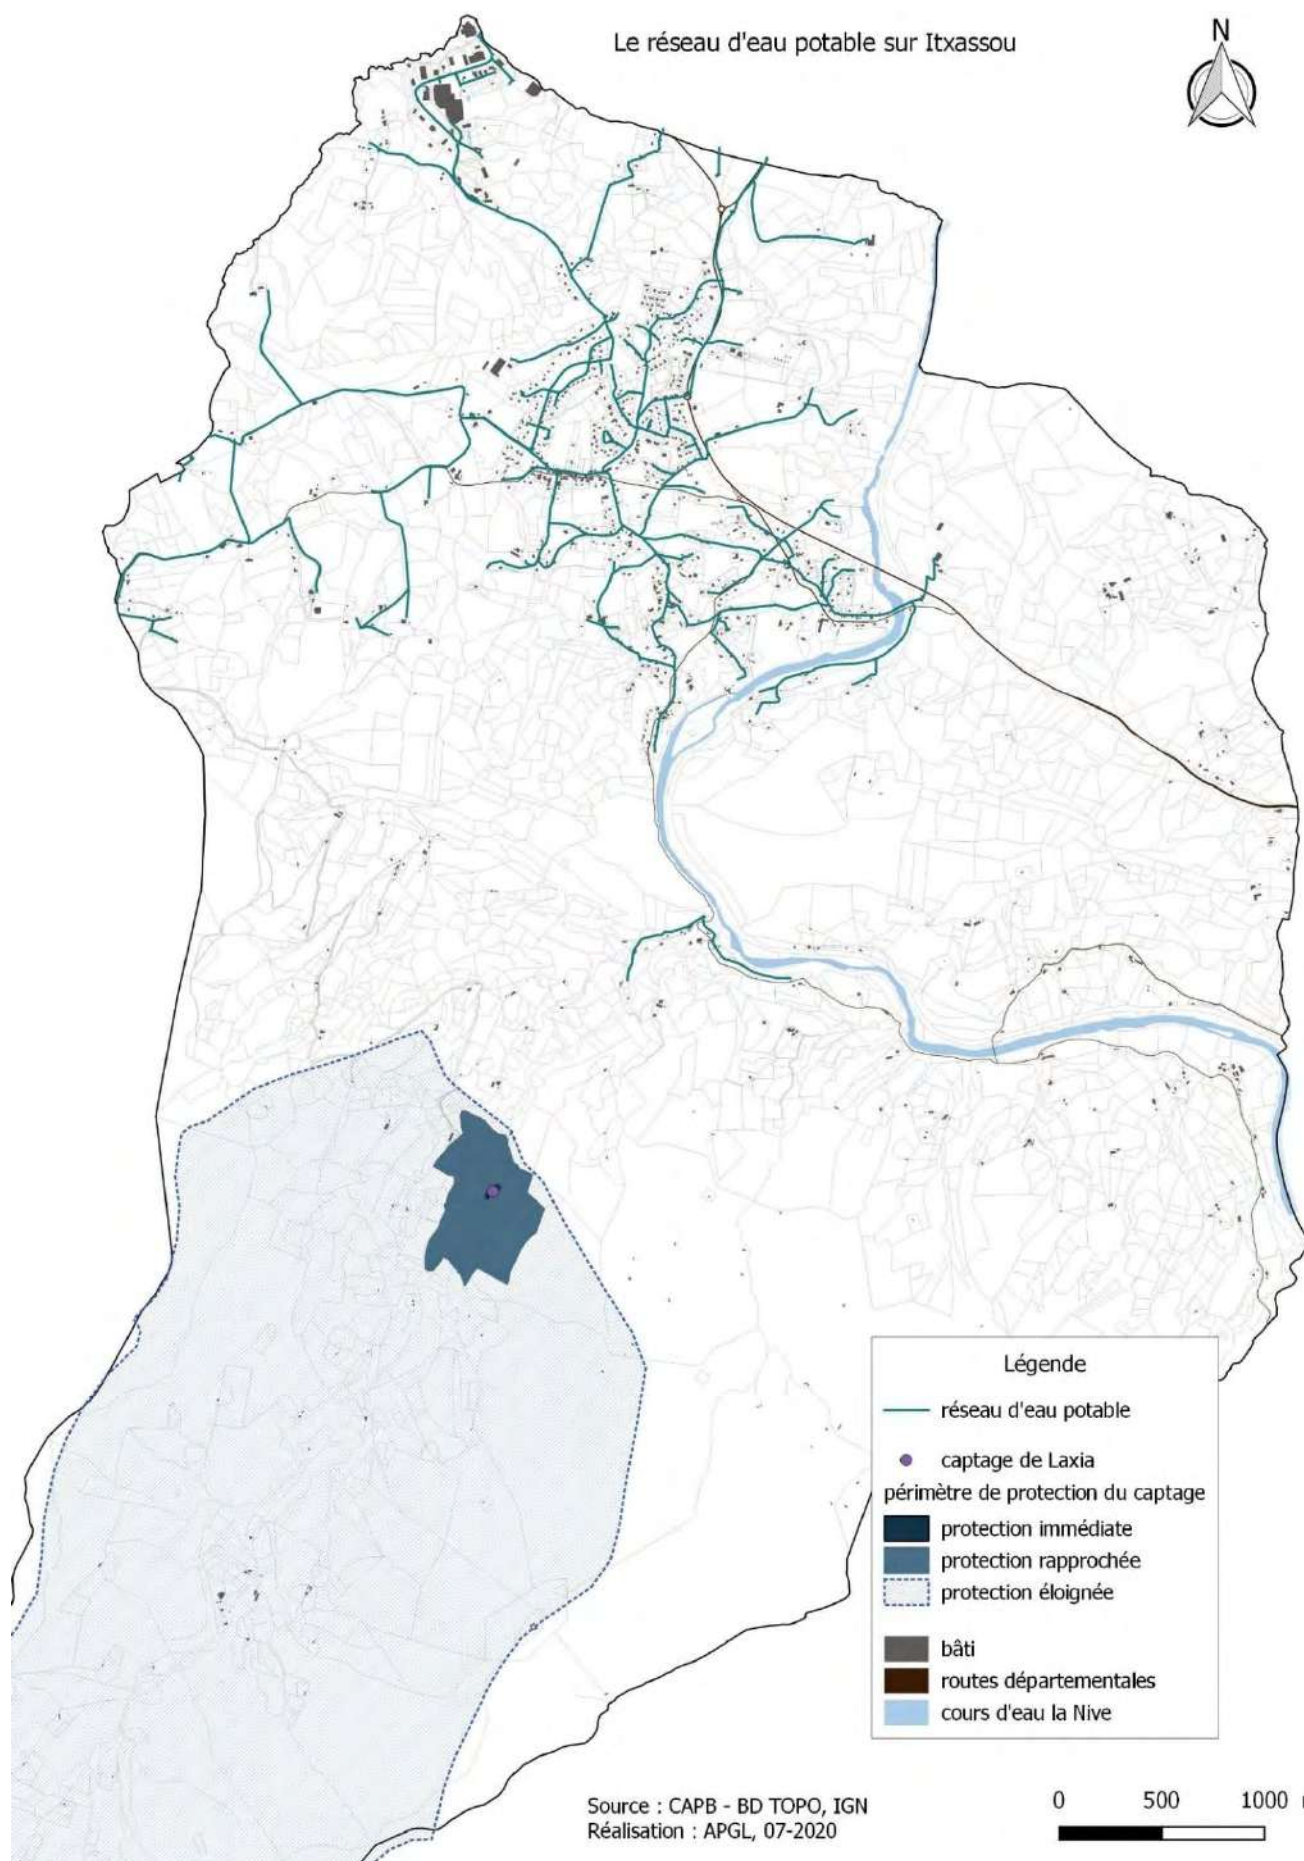 Le réseau d'eau potable sur Itxassou
N
Légende
réseau d'eau potable
captage de Laxia
périmètre de protection du captage
protection immédiate
protection rapprochée
protection éloignée
bâti
routes départementales
cours d'eau la Nive
Source : CAPB - BD TOPO, IGN
Réalisation : APGL, 07-2020
0 500 1000